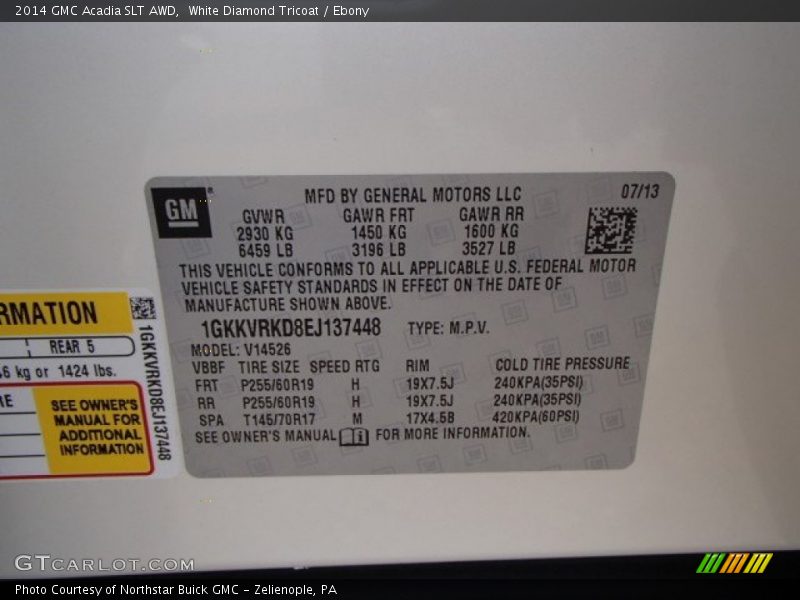 2014 GMC Acadia SLT AWD,  White Diamond Tricoat / Ebony
GM®
MFD BY GENERAL MOTORS LLC 07/13
GVWR GAWR FRT GAWR RR
2930 KG 1450 KG 1600 KG
6459 LB 3196 LB 3527 LB
THIS VEHICLE CONFORMS TO ALL APPLICABLE U.S. FEDERAL MOTOR
VEHICLE SAFETY STANDARDS IN EFFECT ON THE DATE OF
MANUFACTURE SHOWN ABOVE.
1GKKVRKD8EJ137448 TYPE: M.P.V.
MODEL: V14526
VBBF TIRE SIZE SPEED RTG RIM COLD TIRE PRESSURE
FRT P255/60R19 H 19X7.5J 240KPA(35PSI)
RR P255/60R19 H 19X7.5J 240KPA(35PSI)
SPA T145/70R17 M 17X4.5B 420KPA(60PSI)
SEE OWNER'S MANUAL FOR MORE INFORMATION.
RMATION
REAR 5
6 kg or 1424 lbs.
SEE OWNER'S
MANUAL FOR
ADDITIONAL
INFORMATION
1GKKVRKD8EJ137448
GTCARLOT.COM
Photo Courtesy of Northstar Buick GMC - Zelienople, PA